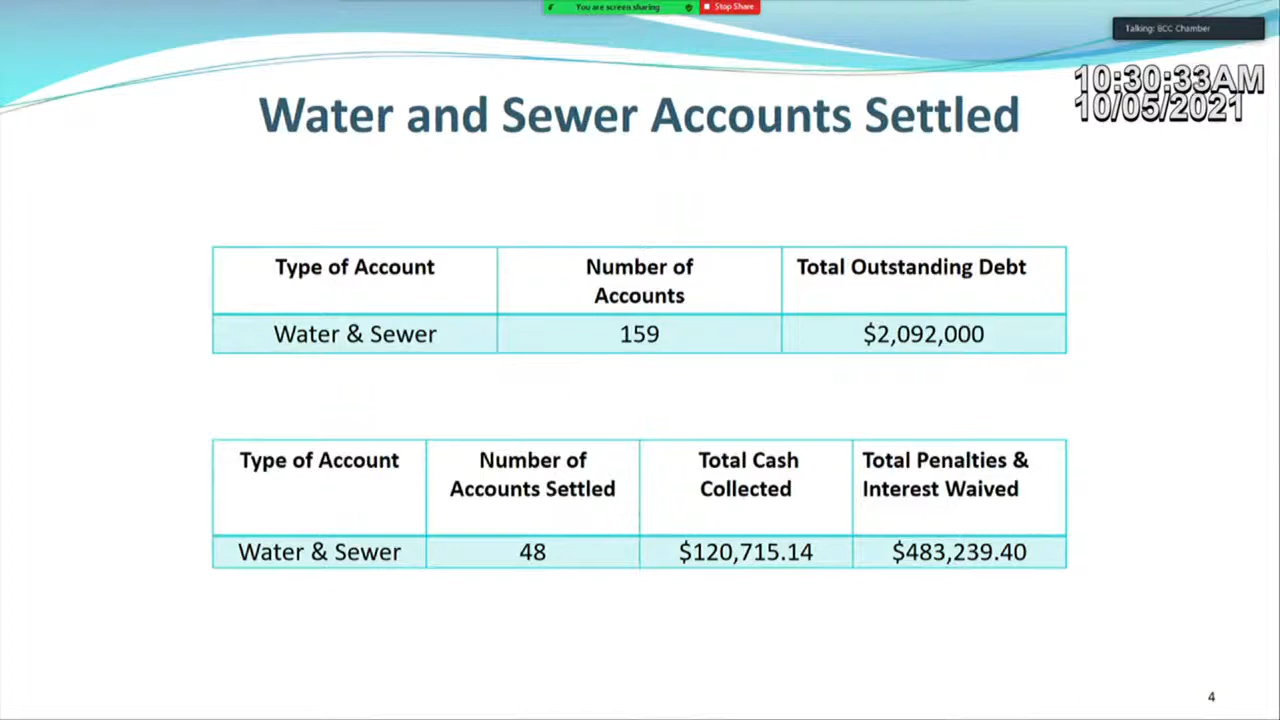 You are screen sharing
Stop Share
Talking: BCC Chamber
10:30:33AM
10/05/2021
Water and Sewer Accounts Settled
Type of Account
Number of
Accounts
Total Outstanding Debt
Water & Sewer
159
$2,092,000
Type of Account
Number of
Accounts Settled
Total Cash
Collected
Total Penalties &
Interest Waived
Water & Sewer
48
$120,715.14
$483,239.40
4